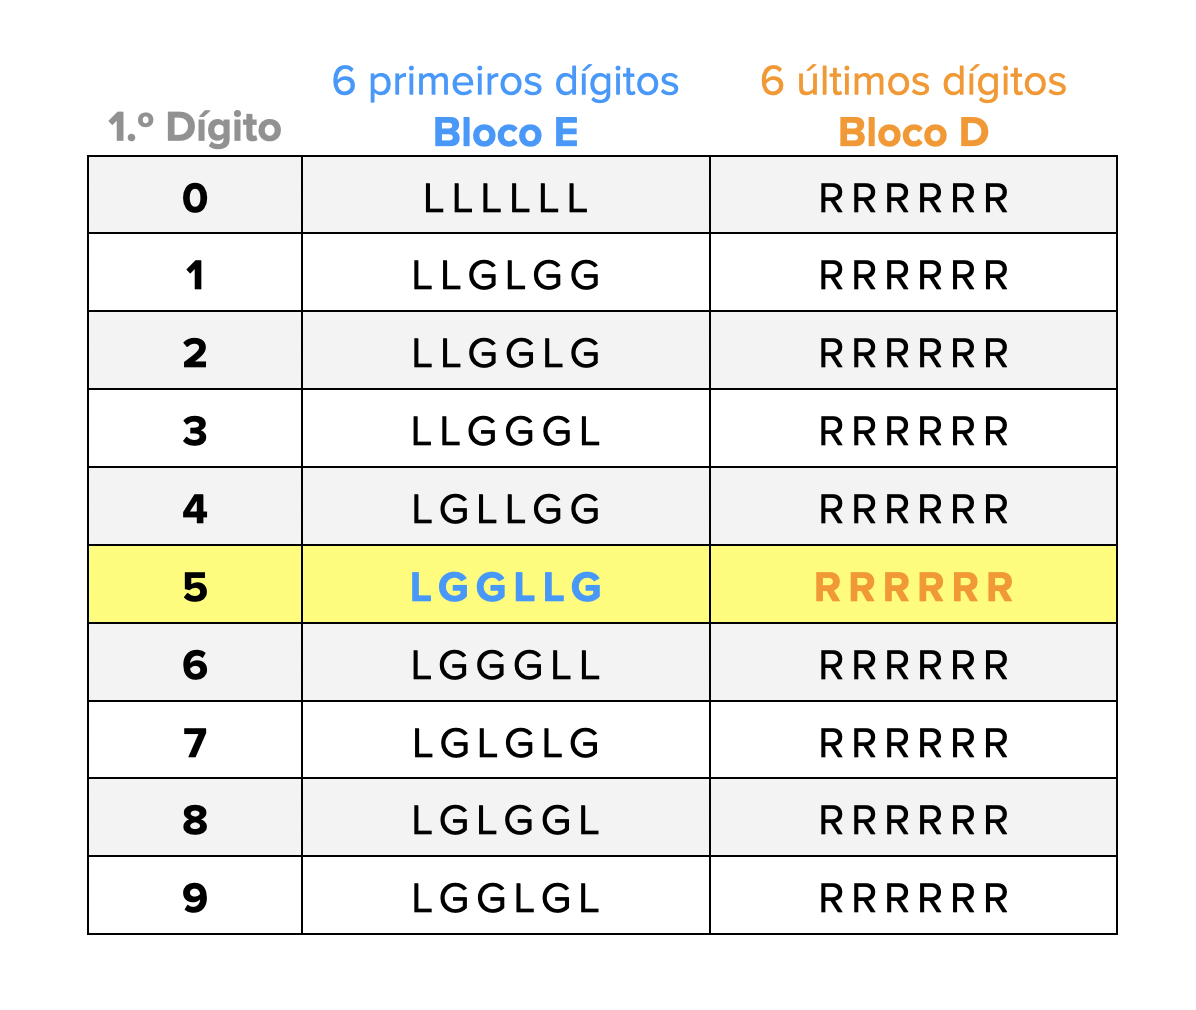 6 primeiros dígitos 6 últimos dígitos
1.º Dígito Bloco E Bloco D
0 LLLLLL RRRRRR
1 LLGLGG RRRRRR
2 LLGGLG RRRRRR
3 LLGGGL RRRRRR
4 LGLLGG RRRRRR
5 LGGLLG RRRRRR
6 LGGGLL RRRRRR
7 LGLGLG RRRRRR
8 LGLGGL RRRRRR
9 LGGLGL RRRRRR